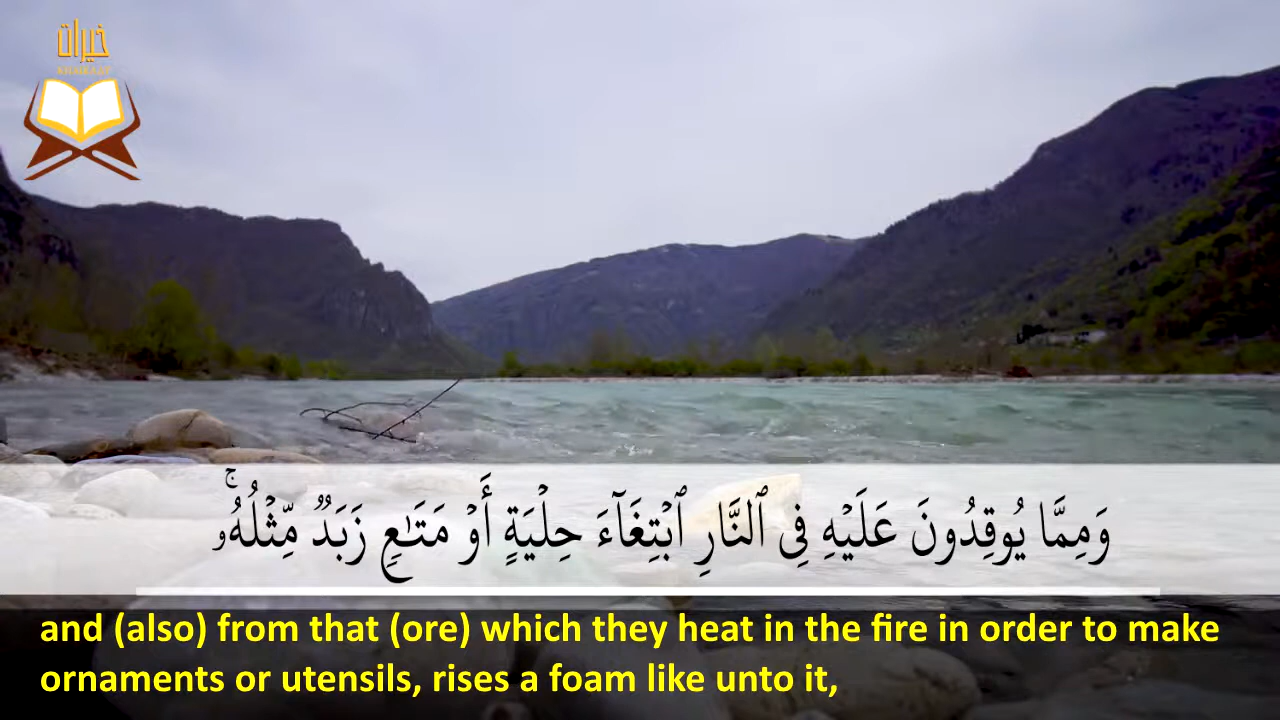 خيرات
وَمِمَّا يُوقِدُونَ عَلَيْهِ فِى ٱلنَّارِ ٱبْتِغَآءَ حِلْيَةٍ أَوْ مَتَـٰعٍ زَبَدٌ مِّثْلُهُۥ ۚ
and (also) from that (ore) which they heat in the fire in order to make
ornaments or utensils, rises a foam like unto it,